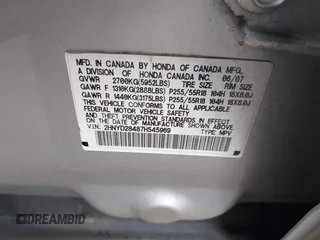 MFD. IN CANADA BY HONDA OF CANADA MFG.,
A DIVISION OF HONDA CANADA INC. 06/07
GVWR 2700KG(5952LBS) TIRE SIZE RIM SIZE
GAWR F 1310KG(2888LBS) P255/55R18 104H 18X8.0J
GAWR R 1440KG(3175LBS) P255/55R18 104H 18X8.0J
THIS VEHICLE CONFORMS TO ALL APPLICABLE
FEDERAL MOTOR VEHICLE SAFETY
AND THEFT PREVENTION STANDARDS IN EFFECT
ON THE DATE OF MANUFACTURE SHOWN ABOVE.
V.I.N: 2HNYD28487H545969 TYPE MPV
DREAMBID